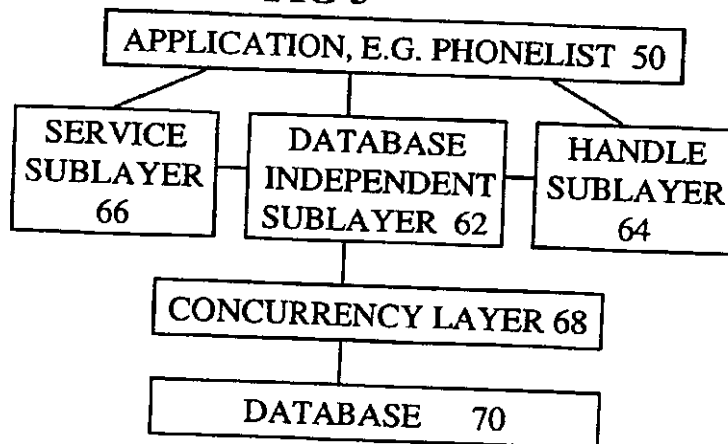 APPLICATION, E.G. PHONELIST 50
SERVICE
SUBLAYER
66
DATABASE
INDEPENDENT
SUBLAYER 62
HANDLE
SUBLAYER
64
CONCURRENCY LAYER 68
DATABASE 70